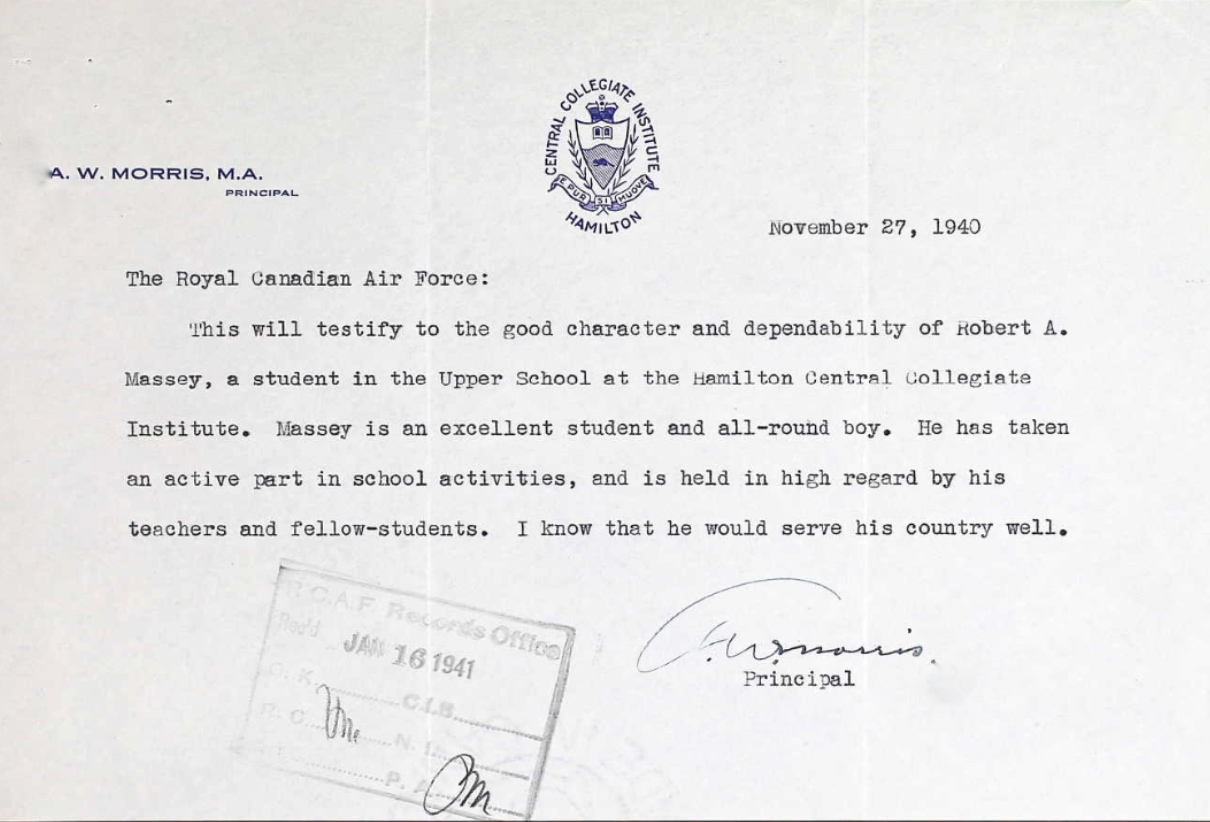 CENTRAL COLLEGIATE INSTITUTE
E PUR SI MUOVE
HAMILTON
A. W. MORRIS, M.A.
PRINCIPAL
November 27, 1940
The Royal Canadian Air Force:
This will testify to the good character and dependability of Robert A.
Massey, a student in the Upper School at the Hamilton Central Collegiate
Institute. Massey is an excellent student and all-round boy. He has taken
an active part in school activities, and is held in high regard by his
teachers and fellow-students. I know that he would serve his country well.
A.W. Morris.
Principal
R.C.A.F. Records Office
Rec'd JAN 16 1941
O. K. C.I.B.
R. C. N.
P.